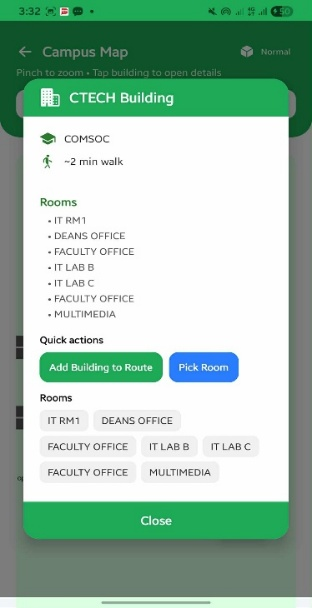 3:32
Campus Map
Normal
Pinch to zoom • Tap building to open details
CTECH Building
COMSOC
~2 min walk
Rooms
• IT RM1
• DEANS OFFICE
• FACULTY OFFICE
• IT LAB B
• IT LAB C
• FACULTY OFFICE
• MULTIMEDIA
Quick actions
Add Building to Route
Pick Room
Rooms
IT RM1
DEANS OFFICE
FACULTY OFFICE
IT LAB B
IT LAB C
FACULTY OFFICE
MULTIMEDIA
Close